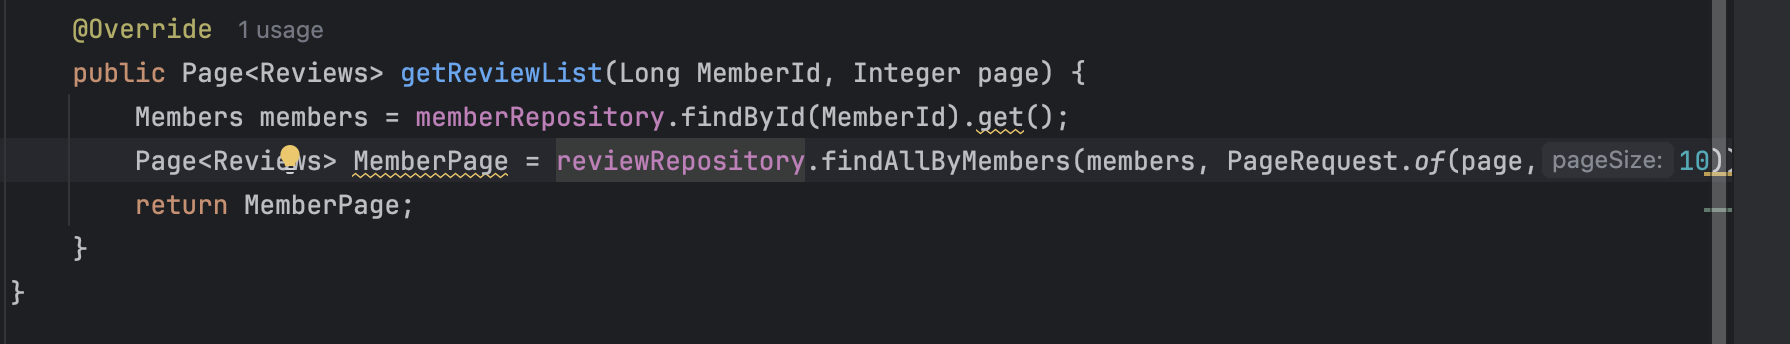 @Override 1 usage
public Page<Reviews> getReviewList(Long MemberId, Integer page) {
Members members = memberRepository.findById(MemberId).get();
Page<Reviews> MemberPage = reviewRepository.findAllByMembers(members, PageRequest.of(page, pageSize: 10))
return MemberPage;
}
}